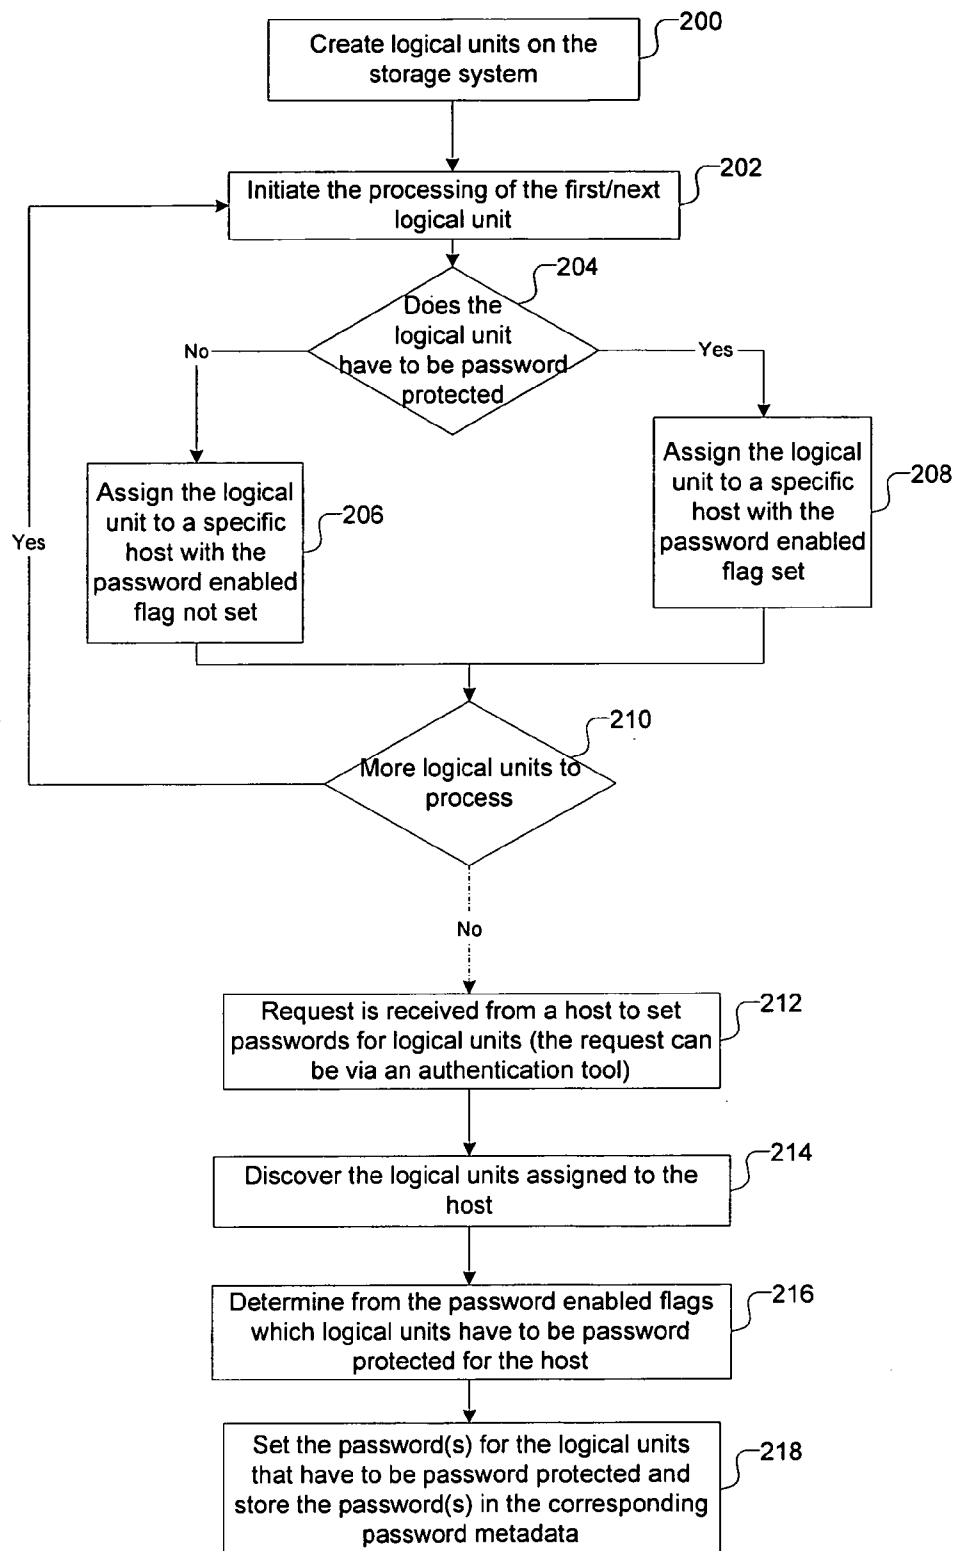 200
Create logical units on the
storage system
202
Initiate the processing of the first/next
logical unit
204
Does the
logical unit
have to be password
protected
No
Yes
Assign the logical
unit to a specific
host with the
password enabled
flag not set
206
Assign the logical
unit to a specific
host with the
password enabled
flag set
208
Yes
210
More logical units to
process
No
212
Request is received from a host to set
passwords for logical units (the request can
be via an authentication tool)
214
Discover the logical units assigned to the
host
216
Determine from the password enabled flags
which logical units have to be password
protected for the host
218
Set the password(s) for the logical units
that have to be password protected and
store the password(s) in the corresponding
password metadata